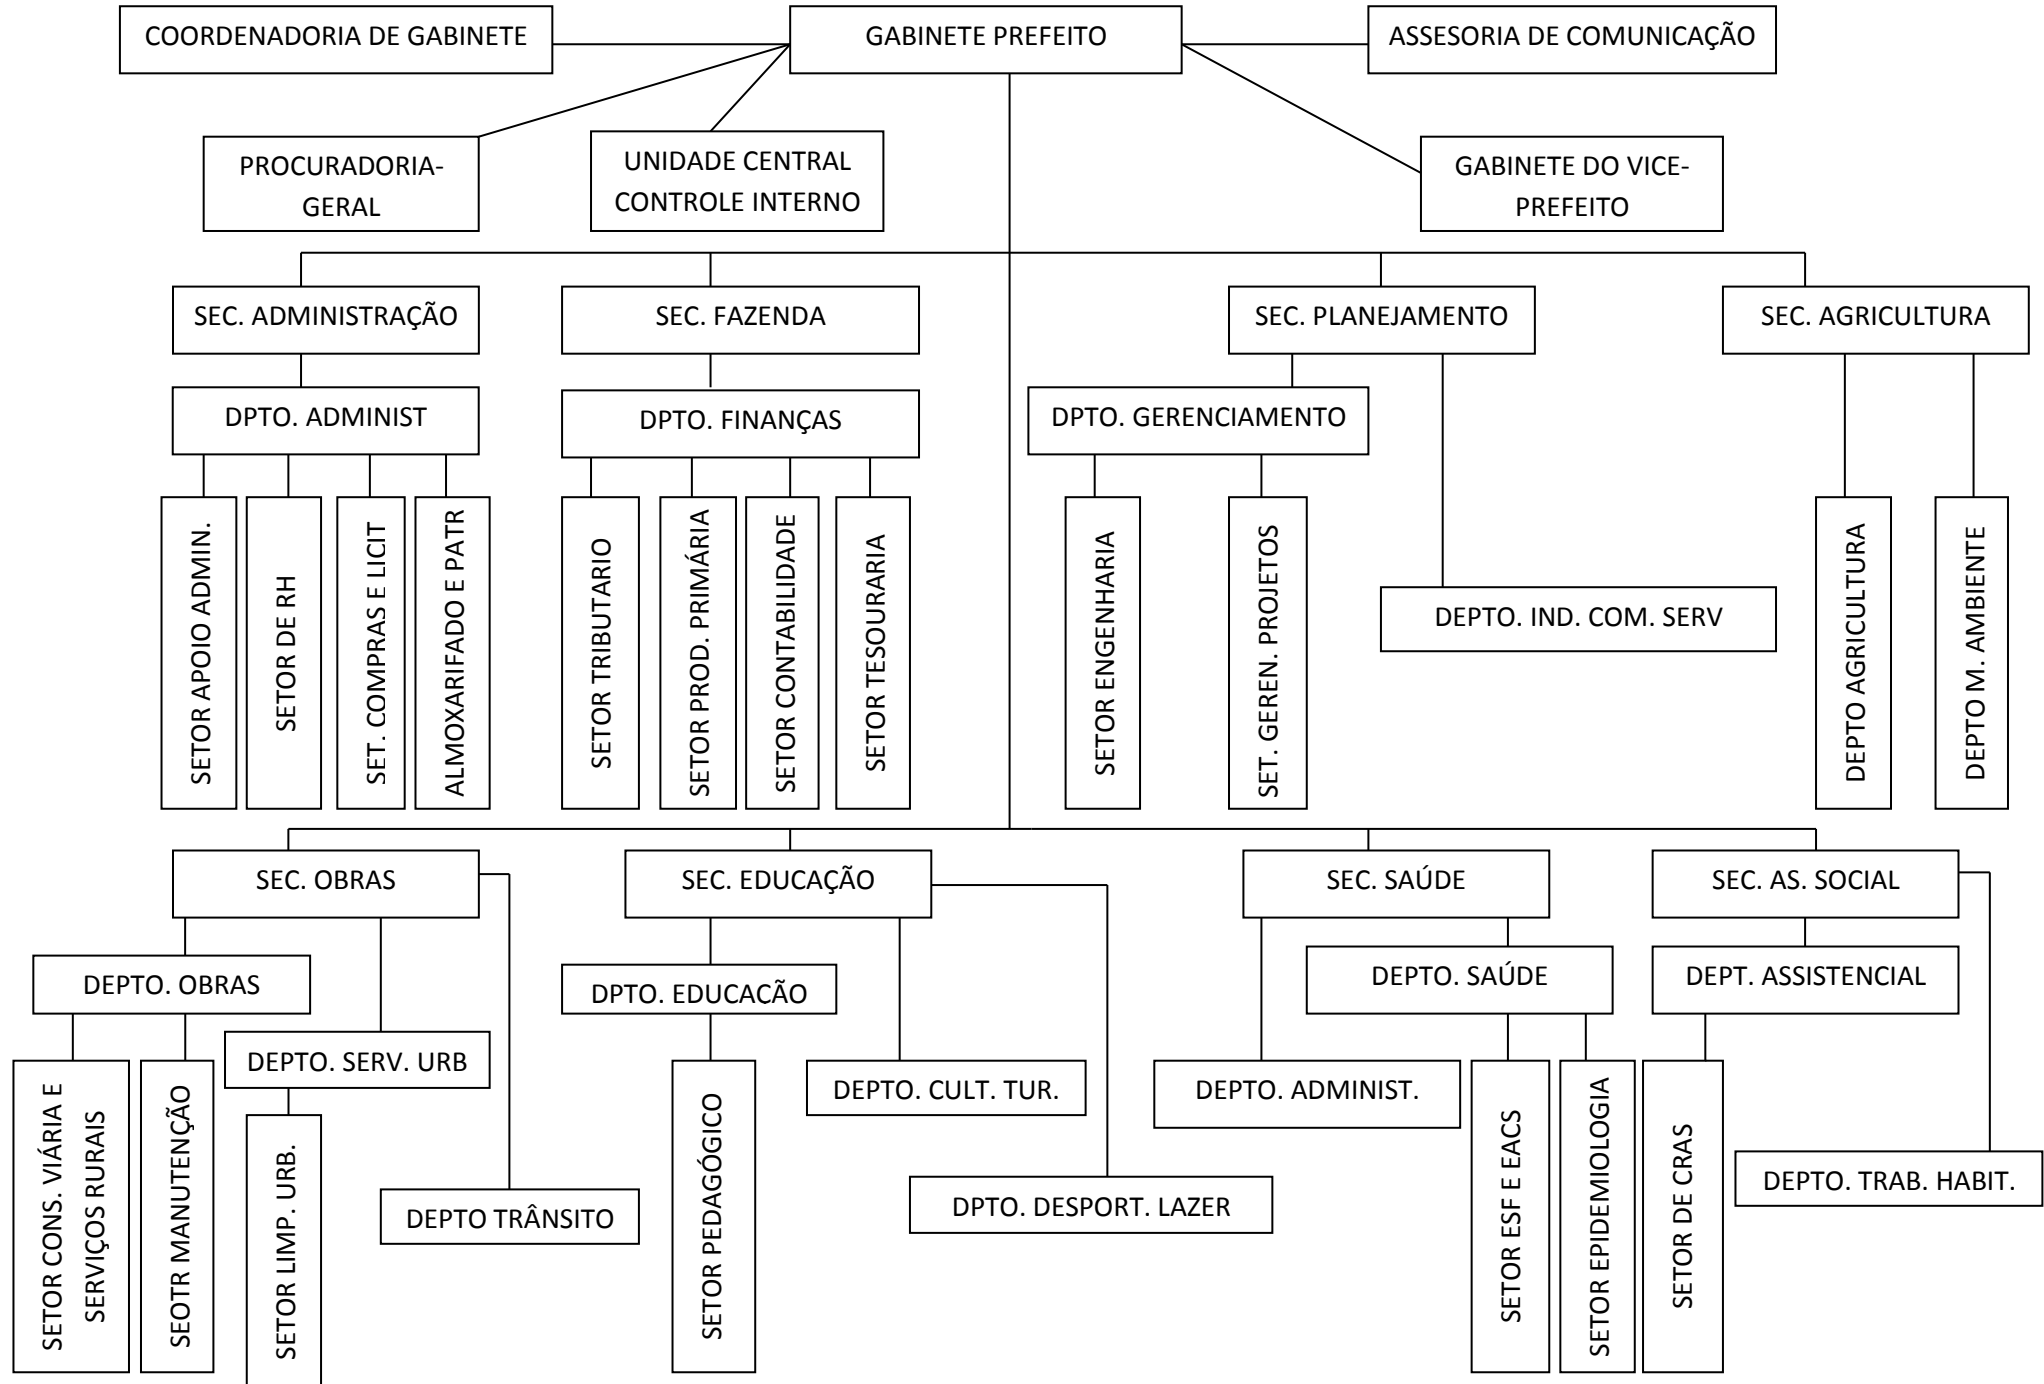 COORDENADORIA DE GABINETE
GABINETE PREFEITO
ASSESORIA DE COMUNICAÇÃO
PROCURADORIA-
GERAL
UNIDADE CENTRAL
CONTROLE INTERNO
GABINETE DO VICE-
PREFEITO
SEC. ADMINISTRAÇÃO
SEC. FAZENDA
SEC. PLANEJAMENTO
SEC. AGRICULTURA
DPTO. ADMINIST
DPTO. FINANÇAS
DPTO. GERENCIAMENTO
SETOR APOIO ADMIN.
SETOR DE RH
SET. COMPRAS E LICIT
ALMOXARIFADO E PATR
SETOR TRIBUTARIO
SETOR PROD. PRIMÁRIA
SETOR CONTABILIDADE
SETOR TESOURARIA
SETOR ENGENHARIA
SET. GEREN. PROJETOS
DEPTO. IND. COM. SERV
DEPTO AGRICULTURA
DEPTO M. AMBIENTE
SEC. OBRAS
SEC. EDUCAÇÃO
SEC. SAÚDE
SEC. AS. SOCIAL
DEPTO. OBRAS
DPTO. EDUCACÃO
DEPTO. SAÚDE
DEPT. ASSISTENCIAL
DEPTO. SERV. URB
DEPTO. CULT. TUR.
DEPTO. ADMINIST.
SETOR CONS. VIÁRIA E
SERVIÇOS RURAIS
SEOTR MANUTENÇÃO
SETOR LIMP. URB.
DEPTO TRÂNSITO
SETOR PEDAGÓGICO
DPTO. DESPORT. LAZER
SETOR ESF E EACS
SETOR EPIDEMIOLOGIA
SETOR DE CRAS
DEPTO. TRAB. HABIT.